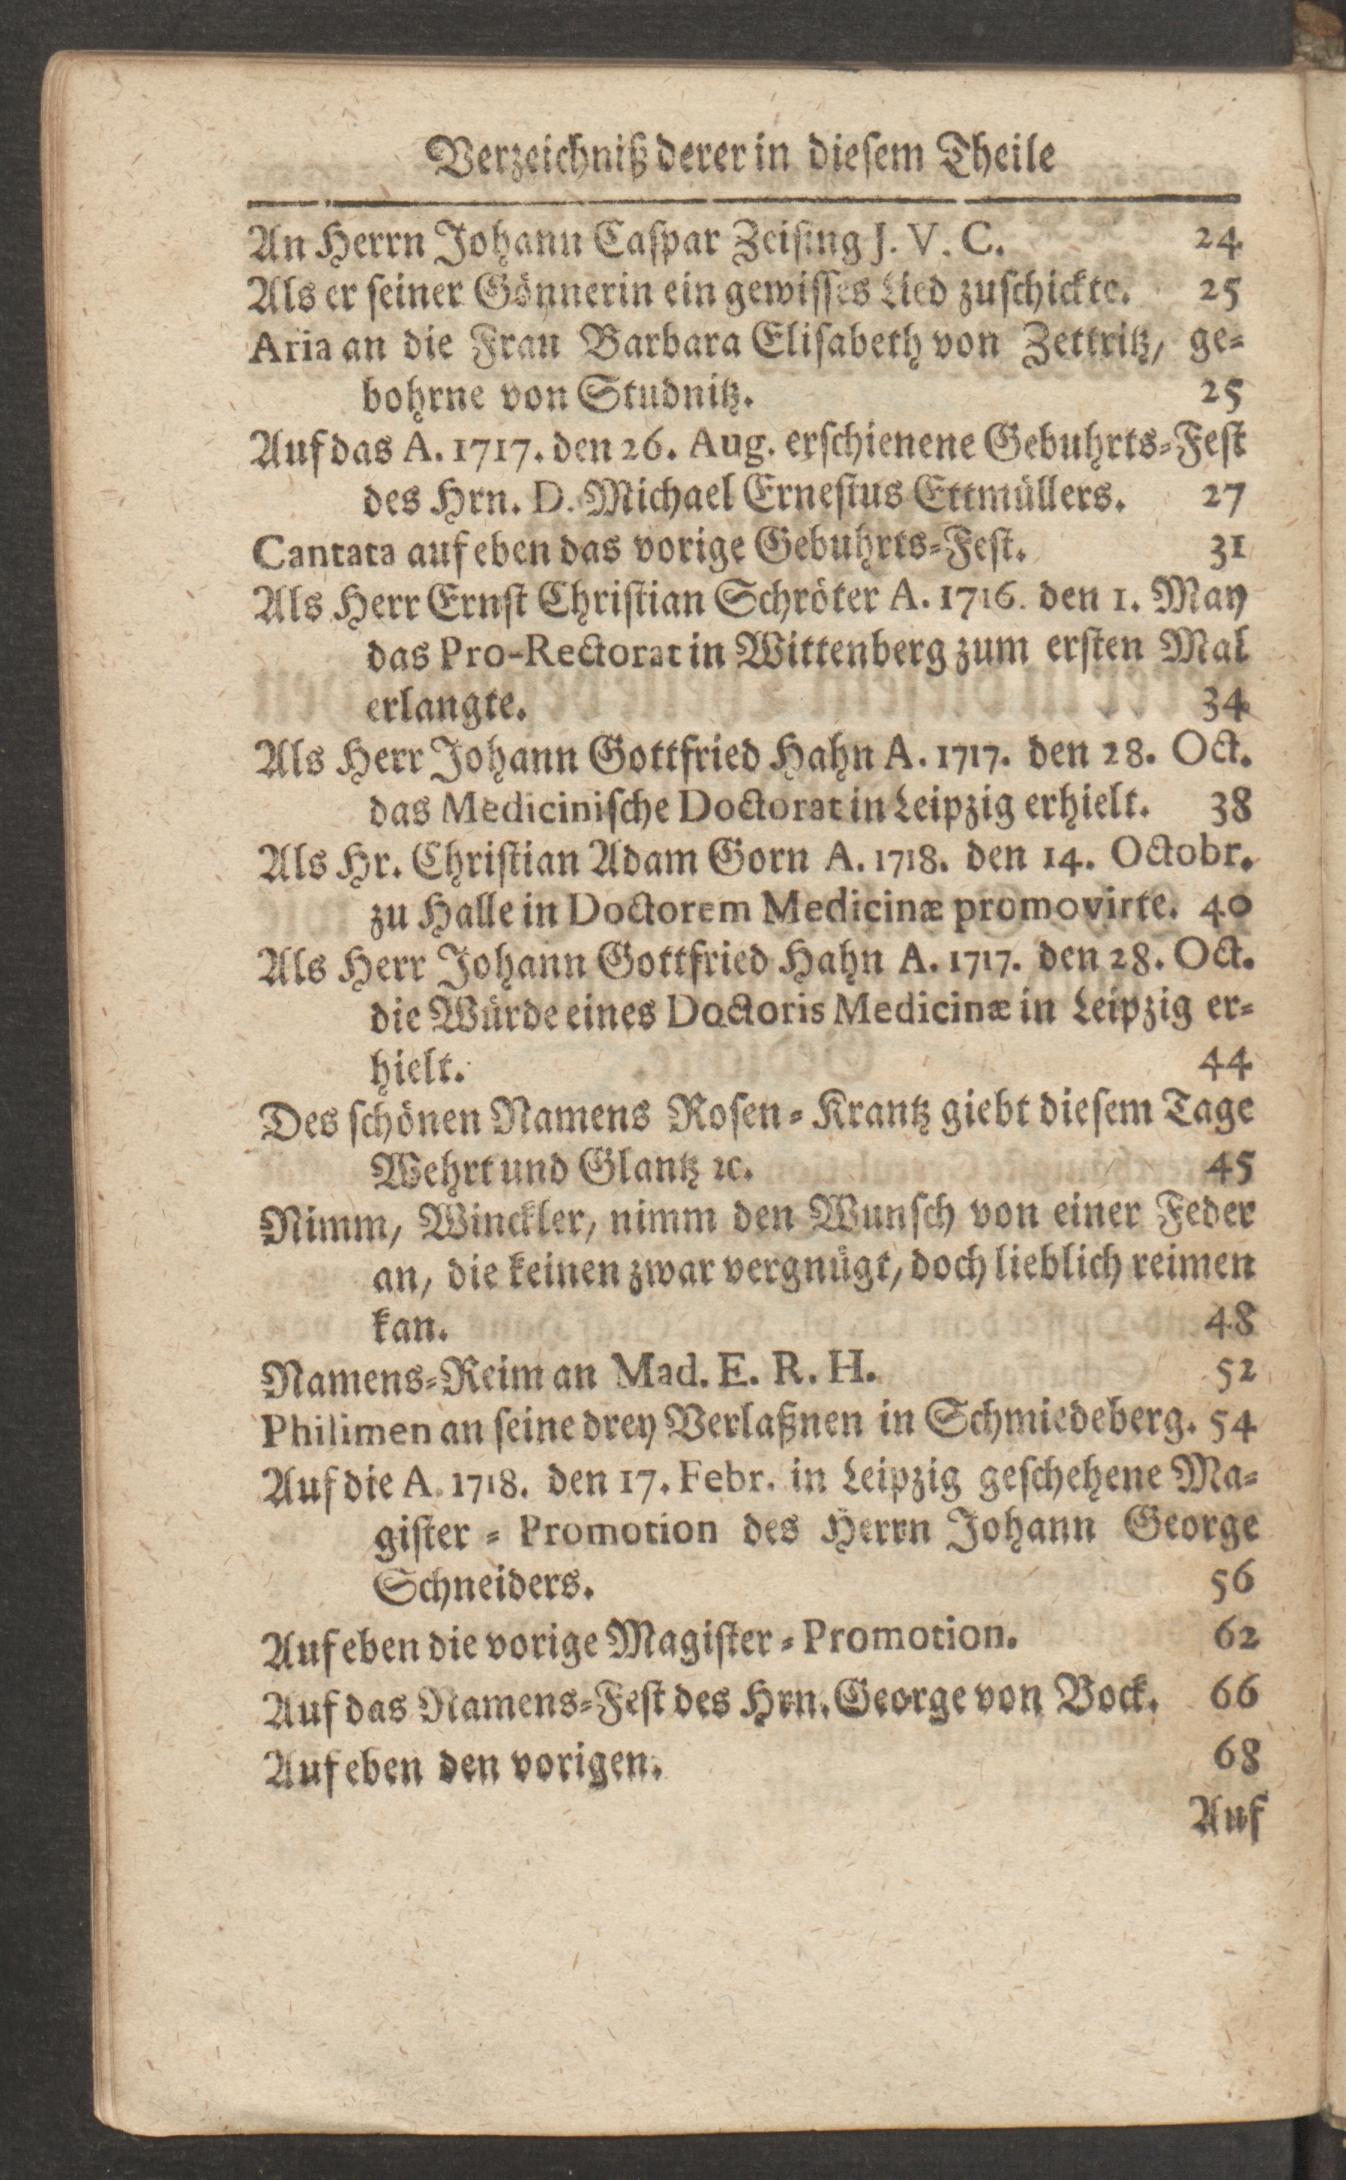 Verzeichniß derer in dieſem Theile
An Herrn Johann Caſpar Zeiſing J. V. C. 24
Als er ſeiner Gönnerin ein gewiſſes Lied zuſchickte. 25
Aria an die Frau Barbara Eliſabeth von Zettritz, ge-
bohrne von Studnitz. 25
Auf das A. 1717. den 26. Aug. erſchienene Gebuhrts-Feſt
des Hrn. D. Michael Erneſtus Ettmüllers. 27
Cantata auf eben das vorige Gebuhrts-Feſt. 31
Als Herr Ernſt Chriſtian Schröter A. 1716. den 1. May
das Pro-Rectorat in Wittenberg zum erſten Mal
erlangte. 34
Als Herr Johann Gottfried Hahn A. 1717. den 28. Oct.
das Mediciniſche Doctorat in Leipzig erhielt. 38
Als Hr. Chriſtian Adam Gorn A. 1718. den 14. Octobr.
zu Halle in Doctorem Medicinæ promovirte. 40
Als Herr Johann Gottfried Hahn A. 1717. den 28. Oct.
die Würde eines Doctoris Medicinæ in Leipzig er-
hielt. 44
Des ſchönen Namens Roſen-Krantz giebt dieſem Tage
Wehrt und Glantz ꝛc. 45
Nimm, Winckler, nimm den Wunſch von einer Feder
an, die keinen zwar vergnügt, doch lieblich reimen
kan. 48
Namens-Reim an Mad. E. R. H. 52
Philimen an ſeine drey Verlaßnen in Schmiedeberg. 54
Auf die A. 1718. den 17. Febr. in Leipzig geſchehene Ma-
giſter-Promotion des Herrn Johann George
Schneiders. 56
Auf eben die vorige Magiſter-Promotion. 62
Auf das Namens-Feſt des Hrn. George von Bock. 66
Auf eben den vorigen. 68
Auf